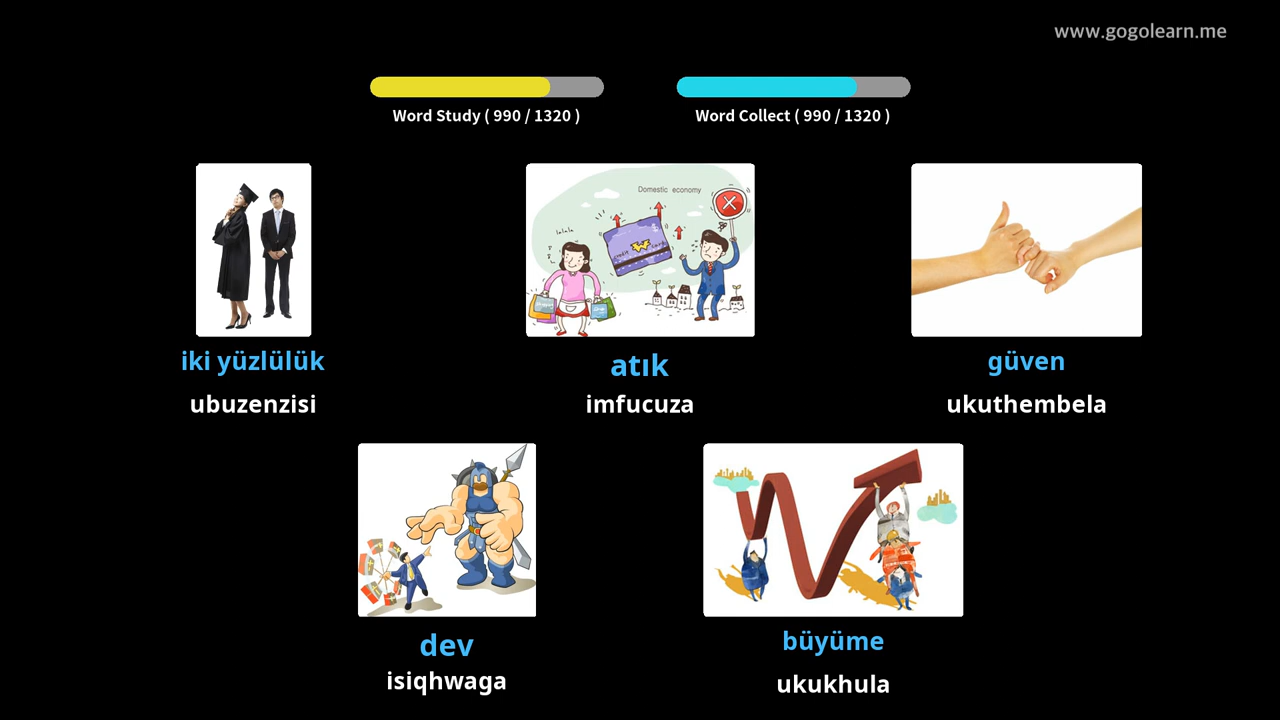 www.gogolearn.me
Word Study ( 990 / 1320 )
Word Collect ( 990 / 1320 )
Domestic economy
lalala
iki yüzlülük
ubuzenzisi
atık
imfucuza
güven
ukuthembela
dev
isiqhwaga
büyüme
ukukhula